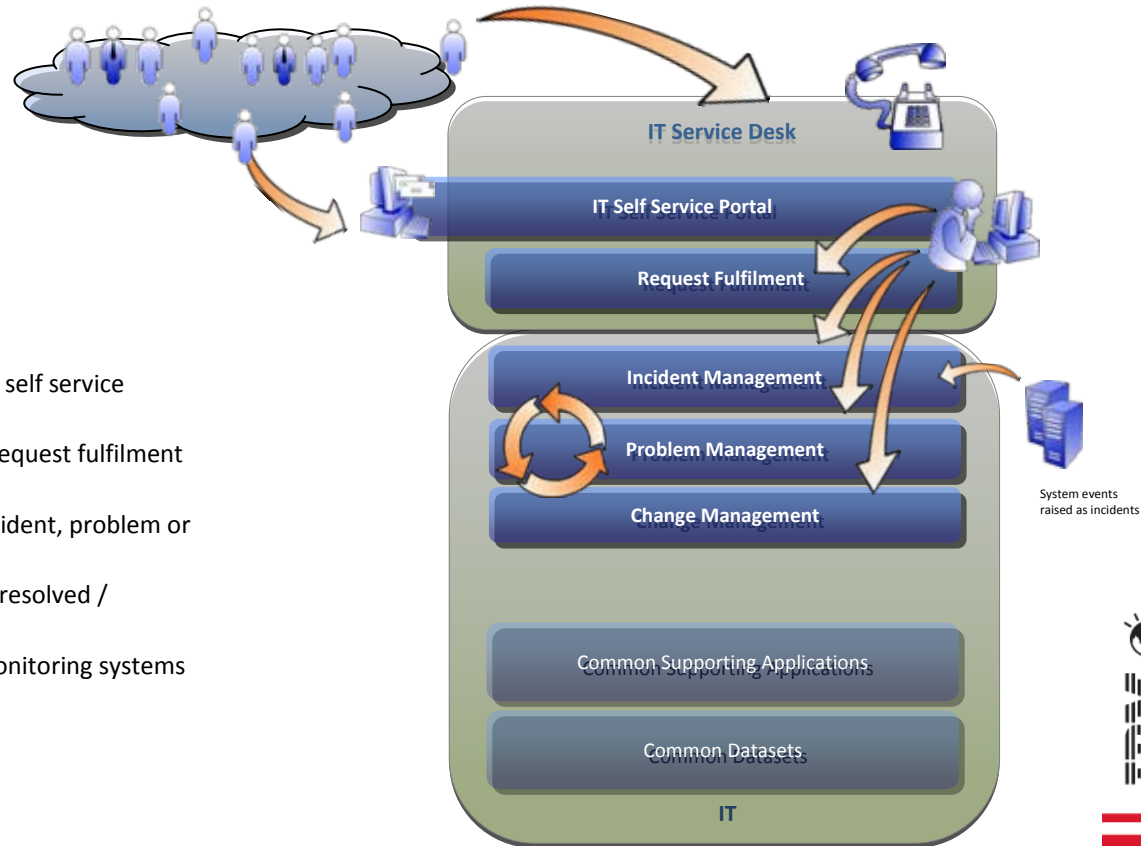 IT Service Desk
IT Self Service Portal
Request Fulfilment
self service
equest fulfilment
ident, problem or
resolved /
onitoring systems
Incident Management
Problem Management
Change Management
System events
raised as incidents
Common Supporting Applications
Common Datasets
IT